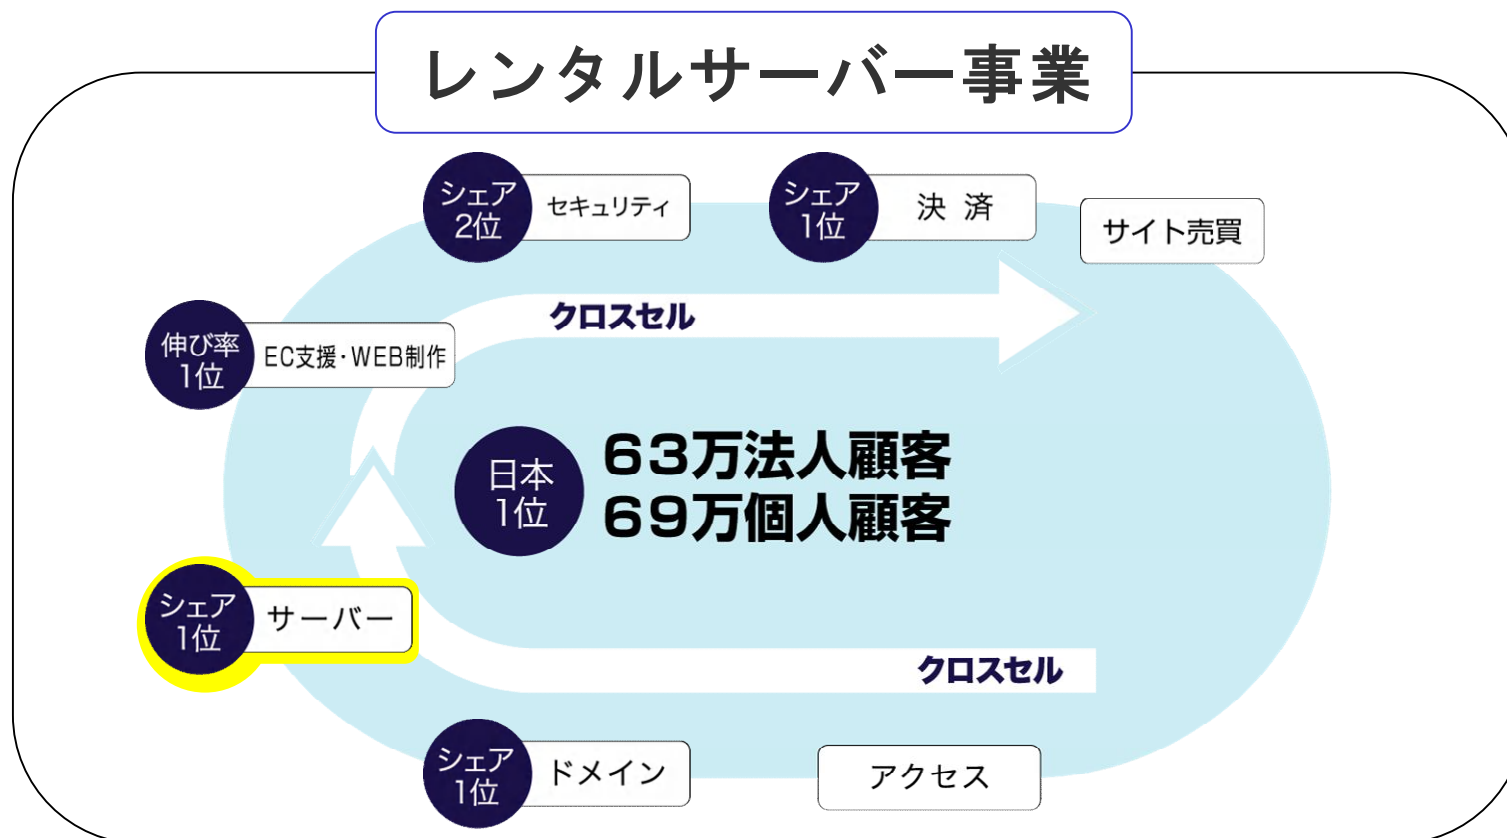 レンタルサーバー事業
シェア
2位
セキュリティ
シェア
1位
決 済
サイト売買
クロスセル
伸び率
1位
EC支援・WEB制作
日本
1位
63万法人顧客
69万個人顧客
シェア
1位
サーバー
クロスセル
シェア
1位
ドメイン
アクセス